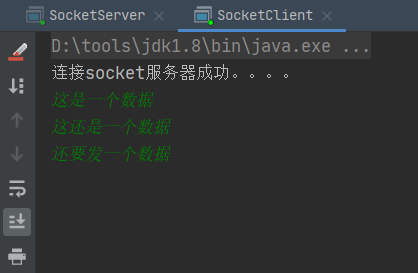 SocketServer
SocketClient
D:\tools\jdk1.8\bin\java.exe ...
连接socket服务器成功。。。。
这是一个数据
这还是一个数据
还要发一个数据